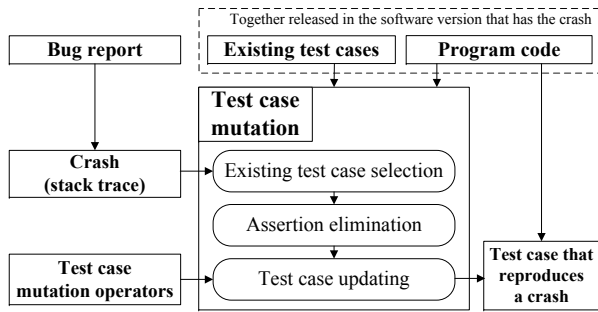 Together released in the software version that has the crash
Bug report
Existing test cases
Program code
Test case
mutation
Crash
(stack trace)
Existing test case selection
Assertion elimination
Test case
mutation operators
Test case updating
Test case that
reproduces
a crash